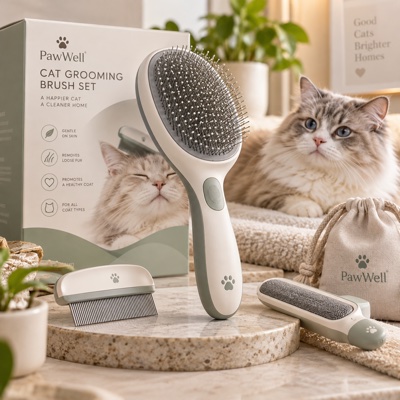 PawWell
CAT GROOMING
BRUSH SET
A HAPPIER CAT
A CLEANER HOME
GENTLE
ON SKIN
REMOVES
LOOSE FUR
PROMOTES
A HEALTHY COAT
FOR ALL
COAT TYPES
Good
Cats
Brighter
Homes
PawWell